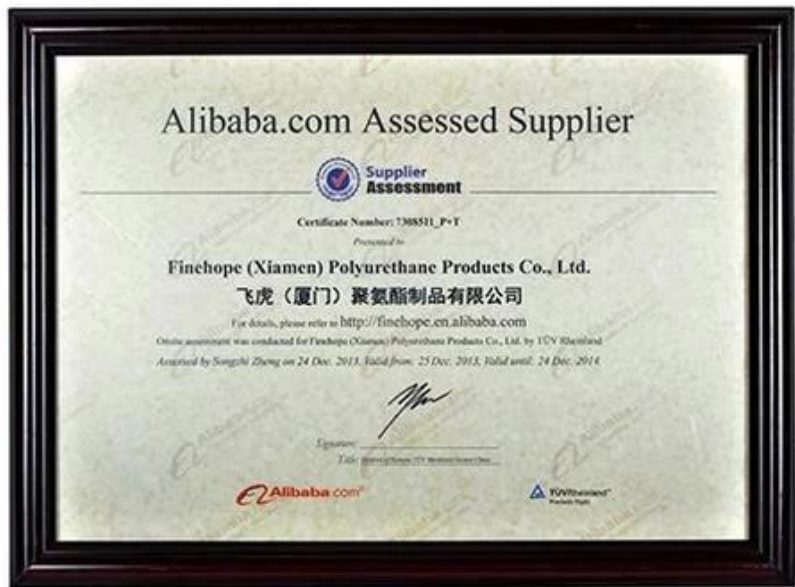 Alibaba.com Assessed Supplier
Supplier
Assessment
Certificate Number: 7308511_P+T
Presented to
Finehope (Xiamen) Polyurethane Products Co., Ltd.
飞虎（厦门）聚氨酯制品有限公司
For details, please refer to http://finehope.en.alibaba.com
Onsite assessment was conducted for Finehope (Xiamen) Polyurethane Products Co., Ltd. by TÜV Rheinland
Assessed by Songzhi Zheng on 24 Dec. 2013, Valid from: 25 Dec. 2013, Valid until: 24 Dec. 2014
Signature:
Title:
Alibaba.com®
TÜVRheinland®
Precisely Right.